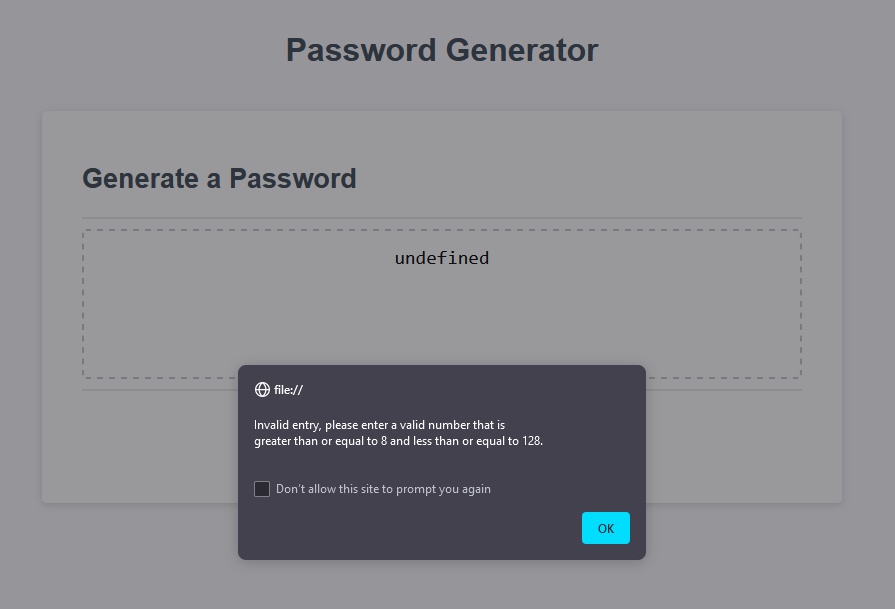 Password Generator
Generate a Password
undefined
file://
Invalid entry, please enter a valid number that is
greater than or equal to 8 and less than or equal to 128.
Don't allow this site to prompt you again
OK